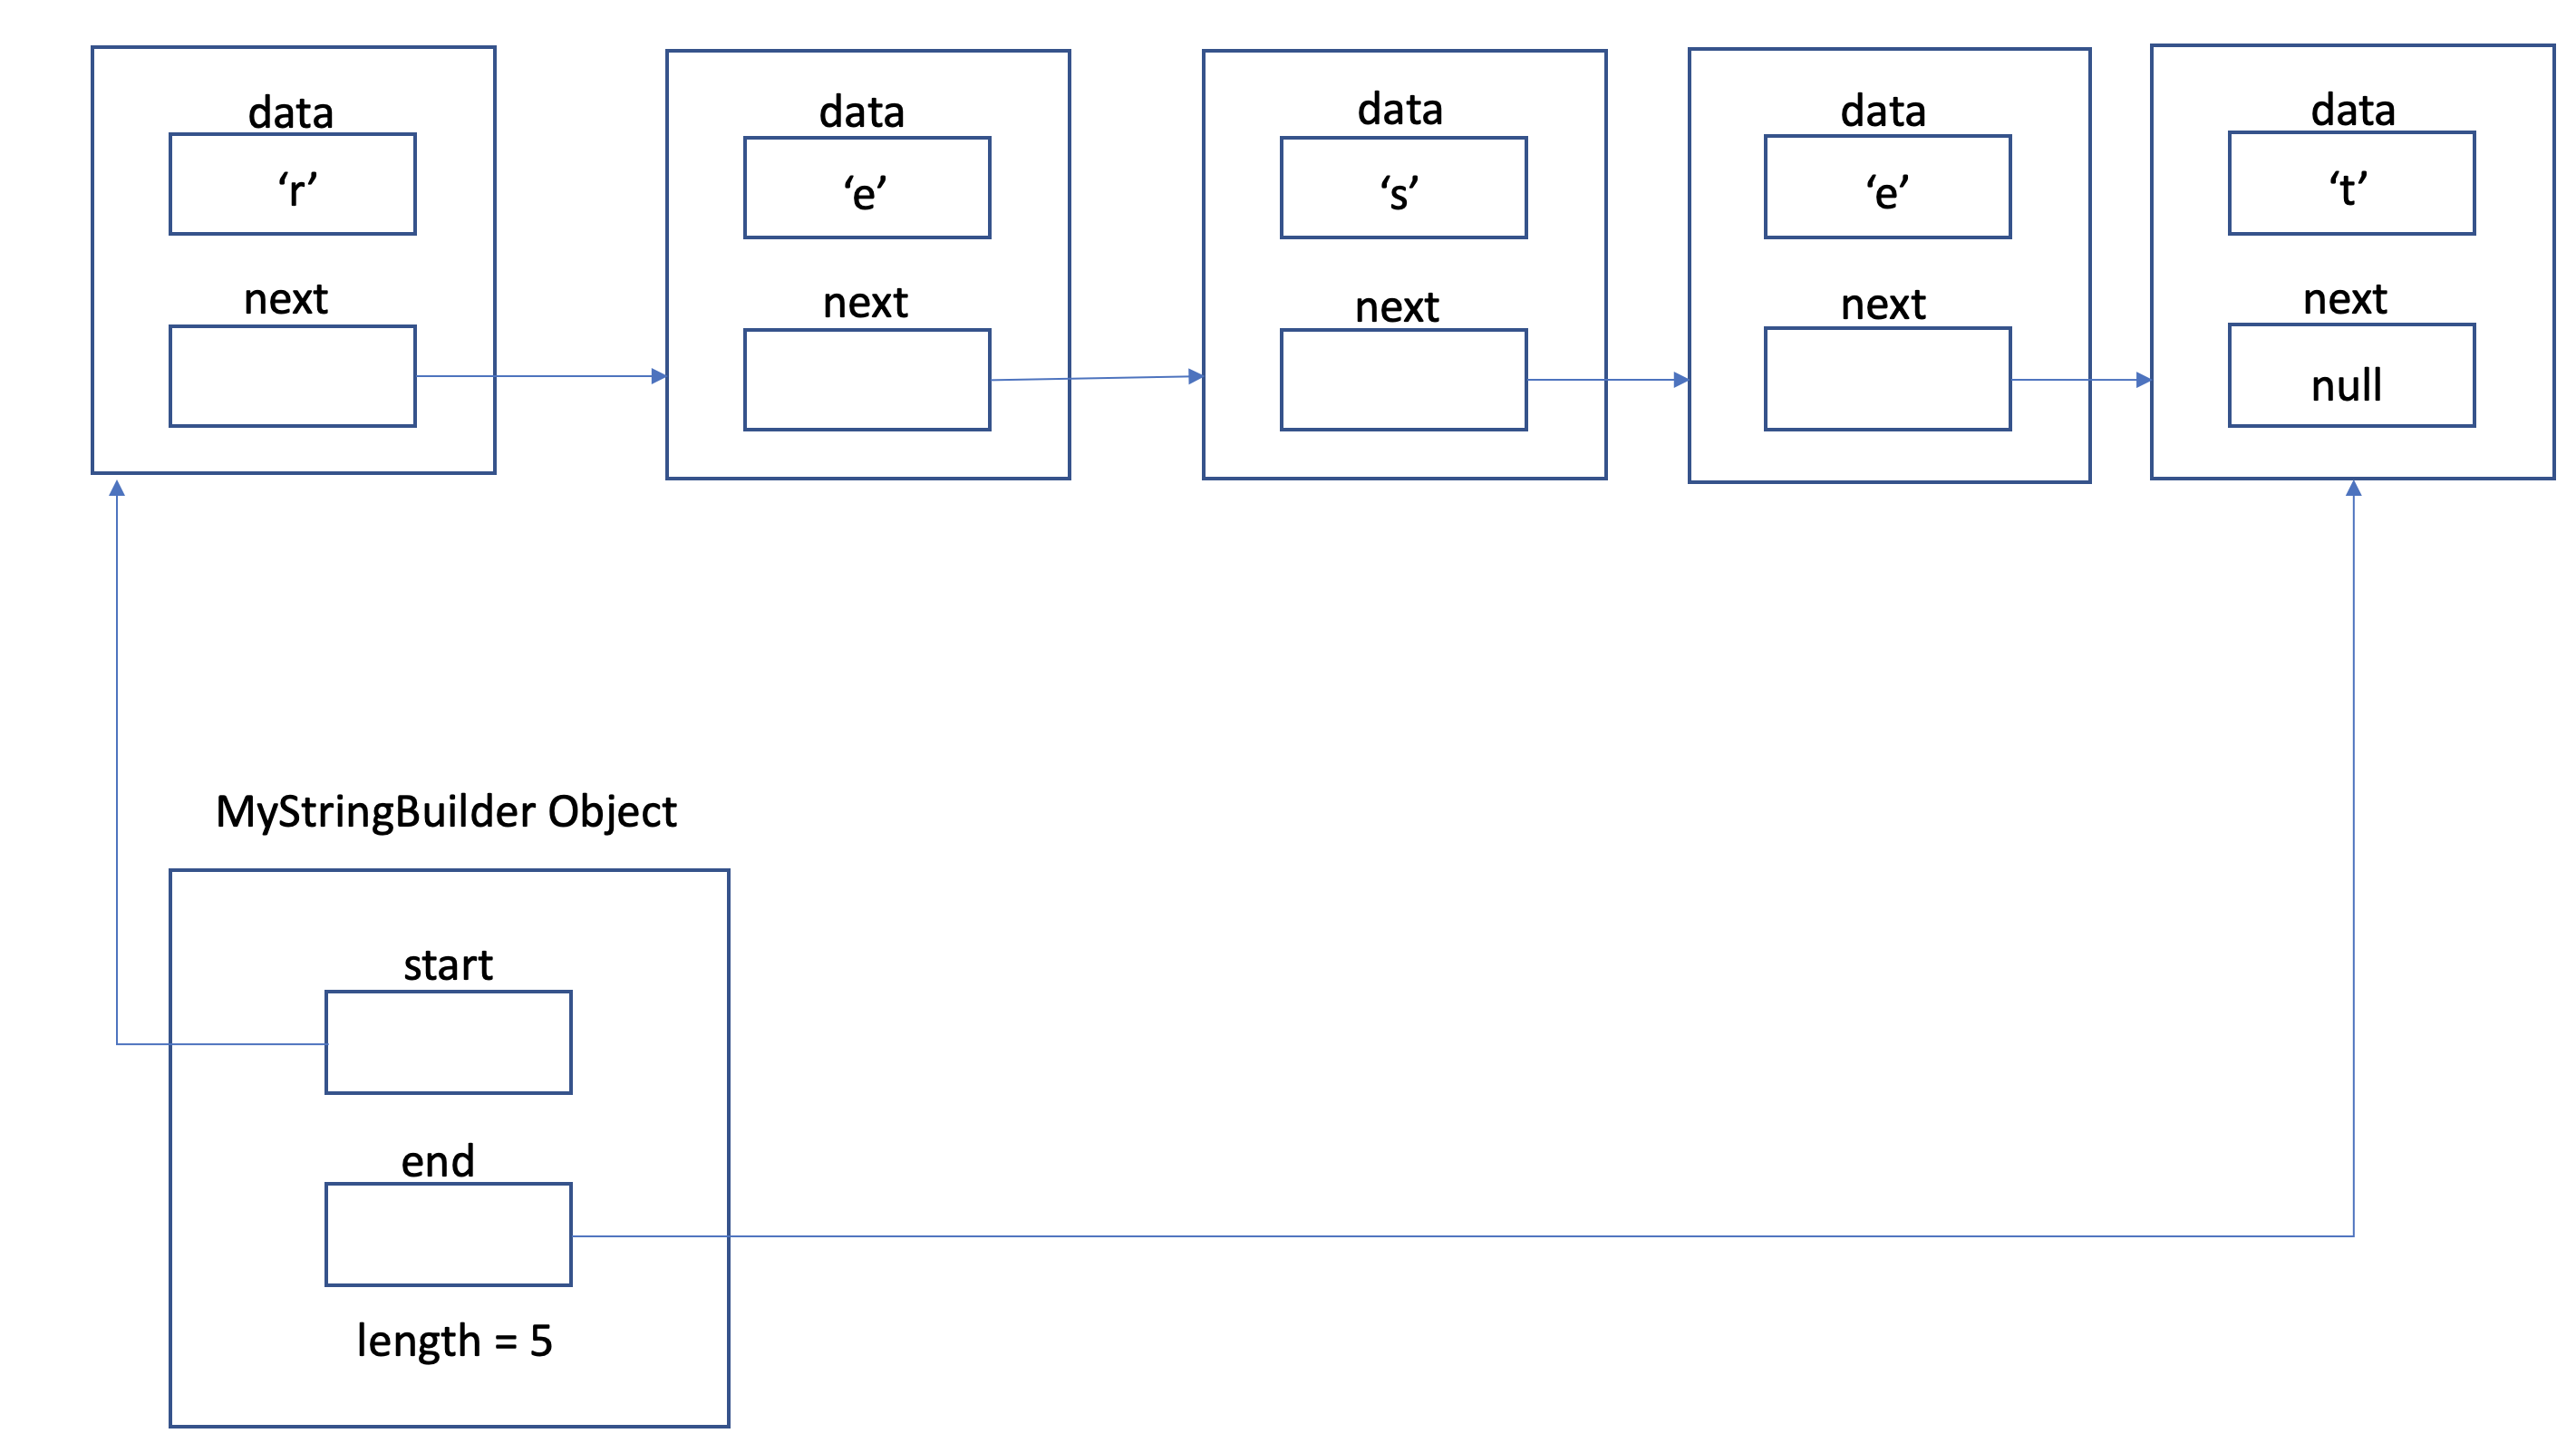 data
‘r’
next
data
‘e’
next
data
‘s’
next
data
‘e’
next
data
‘t’
next
null
MyStringBuilder Object
start
end
length = 5